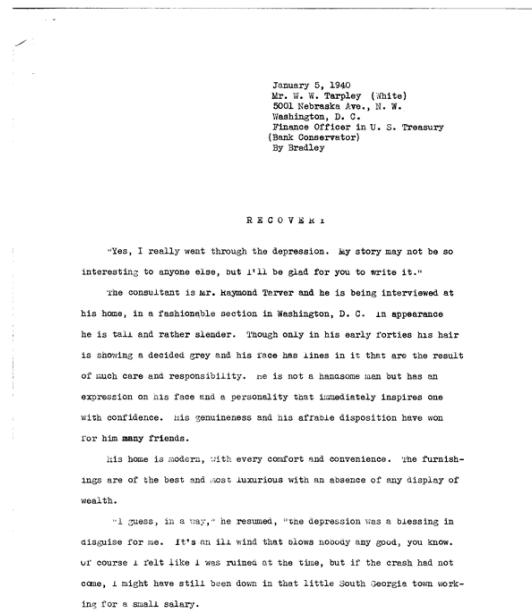 January 5, 1940
Mr. W. W. Tarpley (White)
5001 Nebraska Ave., N. W.
Washington, D. C.
Finance Officer in U. S. Treasury
(Bank Conservator)
By Bradley
R E C O V E R Y
"Yes, I really went through the depression. My story may not be so
interesting to anyone else, but I'll be glad for you to write it."
The consultant is Mr. Raymond Tarver and he is being interviewed at
his home, in a fashionable section in Washington, D. C. In appearance
he is tall and rather slender. Though only in his early forties his hair
is showing a decided grey and his face has lines in it that are the result
of much care and responsibility. He is not a handsome man but has an
expression on his face and a personality that immediately inspires one
with confidence. His genuineness and his affable disposition have won
for him many friends.
His home is modern, with every comfort and convenience. The furnish-
ings are of the best and most luxurious with an absence of any display of
wealth.
"I guess, in a way," he resumed, "the depression was a blessing in
disguise for me. It's an ill wind that blows nobody any good, you know.
Of course I felt like I was ruined at the time, but if the crash had not
come, I might have still been down in that little South Georgia town work-
ing for a small salary.